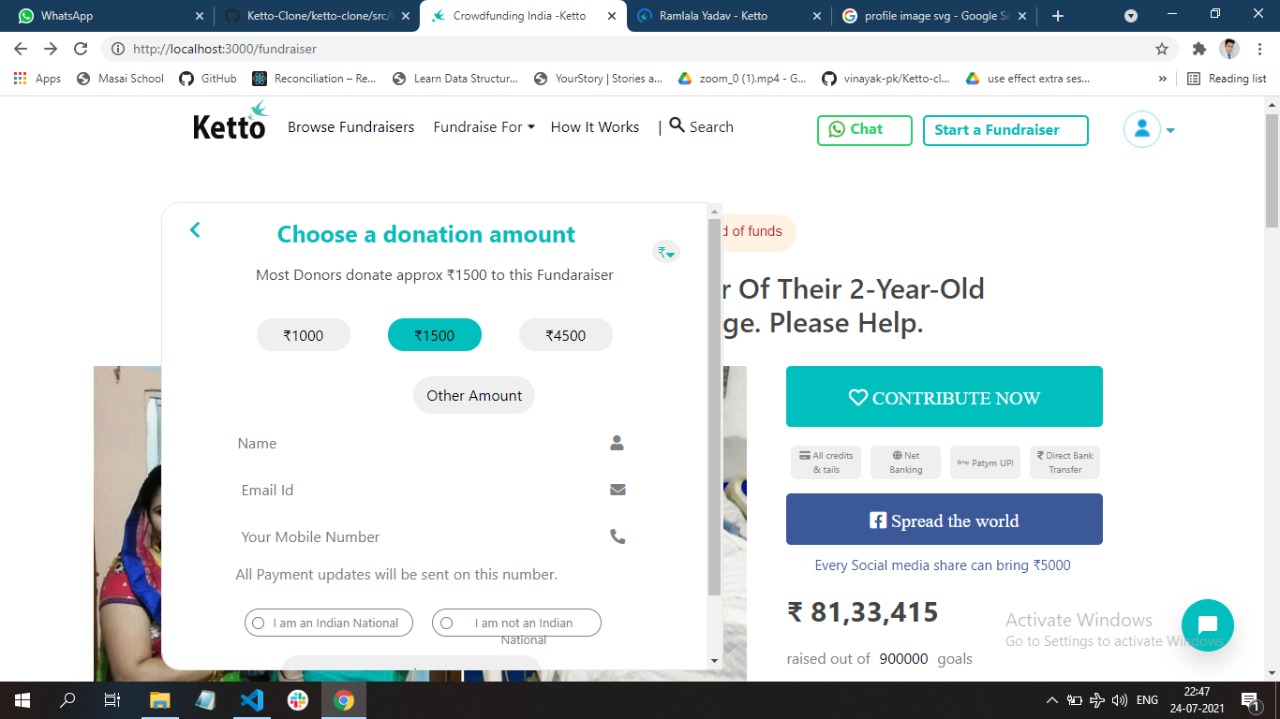 WhatsApp
Ketto-Clone/ketto-clone/src/
Crowdfunding India -Ketto
Ramlala Yadav - Ketto
profile image svg - Google Se
http://localhost:3000/fundraiser
Apps
Masai School
GitHub
Reconciliation – Re...
Learn Data Structur...
YourStory | Stories a...
zoom_0 (1).mp4 - G...
vinayak-pk/Ketto-cl...
use effect extra ses...
»
Reading list
Ketto
Browse Fundraisers
Fundraise For
How It Works
| Search
Chat
Start a Fundraiser
Choose a donation amount
₹
d of funds
Most Donors donate approx ₹1500 to this Fundaraiser
r Of Their 2-Year-Old
ge. Please Help.
₹1000
₹1500
₹4500
Other Amount
CONTRIBUTE NOW
Name
All credits
& tails
Net
Banking
Patym UPI
₹ Direct Bank
Transfer
Email Id
Spread the world
Your Mobile Number
Every Social media share can bring ₹5000
All Payment updates will be sent on this number.
₹ 81,33,415
I am an Indian National
I am not an Indian
National
raised out of 900000 goals
Activate Windows
Go to Settings to activate Windows.
ENG
22:47
24-07-2021
1